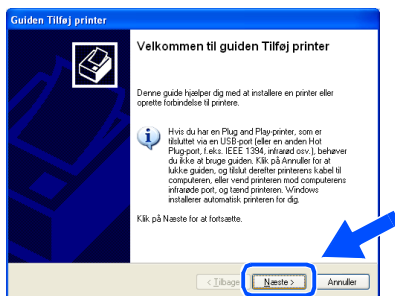 Guiden Tilføj printer
Velkommen til guiden Tilføj printer
Denne guide hjælper dig med at installere en printer eller
oprette forbindelse til printere.
Hvis du har en Plug and Play-printer, som er
tilsluttet via en USB-port (eller en anden Hot
Plug-port, f.eks. IEEE 1394, infrarød osv.), behøver
du ikke at bruge guiden. Klik på Annuller for at
lukke guiden, og tilslut derefter printerens kabel til
computeren, eller vend printeren mod computerens
infrarøde port, og tænd printeren. Windows
installerer automatisk printeren for dig.
Klik på Næste for at fortsætte.
< Tilbage Næste > Annuller